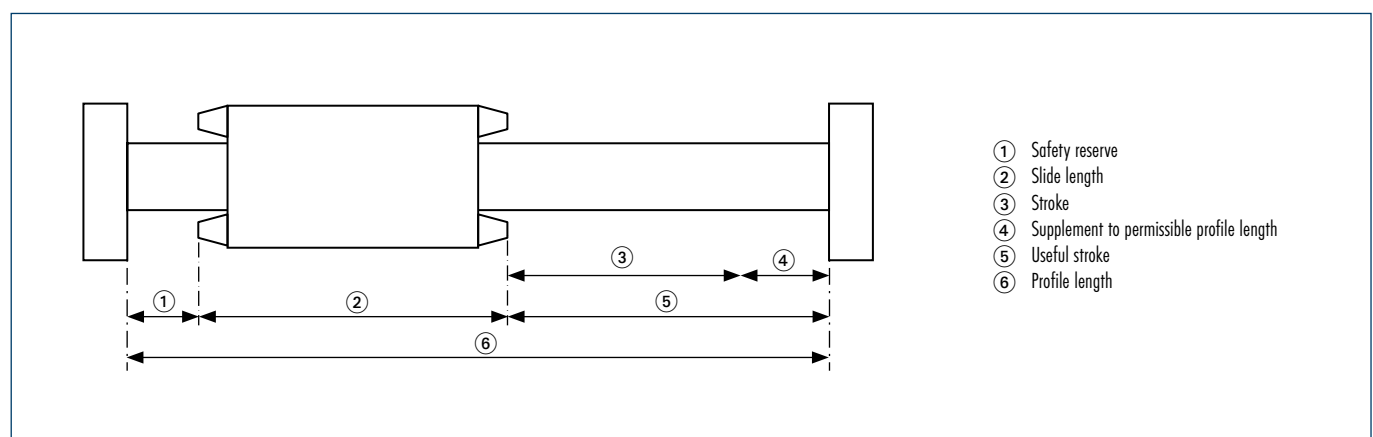 ① Safety reserve
② Slide length
③ Stroke
④ Supplement to permissible profile length
⑤ Useful stroke
⑥ Profile length
③
④
①
②
⑤
⑥